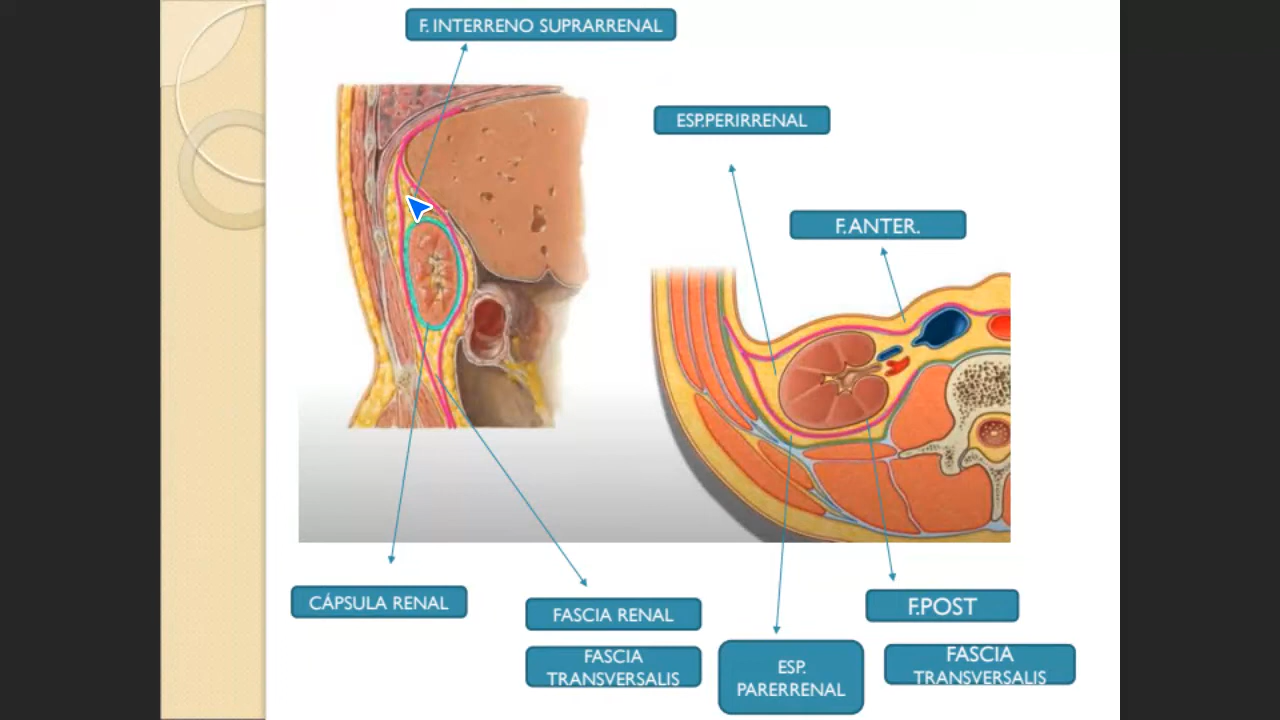 F. INTERRENO SUPRARRENAL
ESP.PERIRRENAL
F. ANTER.
CÁPSULA RENAL
FASCIA RENAL
FASCIA
TRANSVERSALIS
ESP.
PARERRENAL
F.POST
FASCIA
TRANSVERSALIS